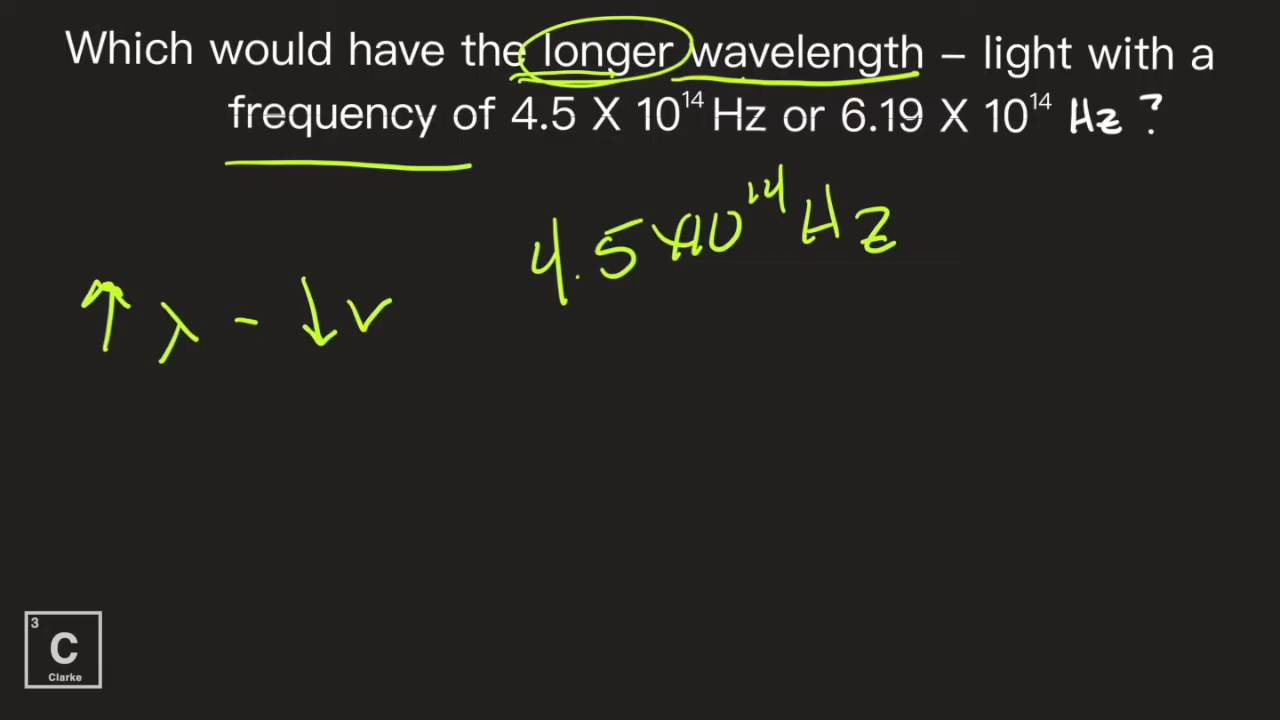 Which would have the longer wavelength – light with a
frequency of 4.5 X 10¹⁴ Hz or 6.19 X 10¹⁴ Hz ?
4.5 x10¹⁴ Hz
↑ λ - ↓ ν
3
C
Clarke